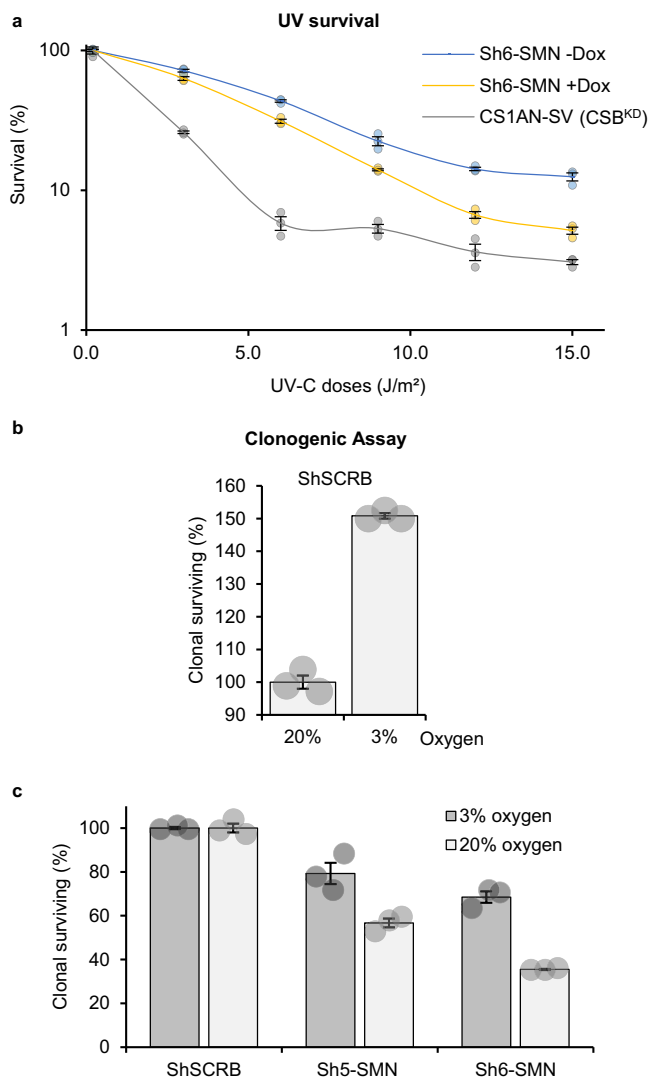 a
UV survival
Survival (%)
100
10
1
0.0 5.0 10.0 15.0
UV-C doses (J/m²)
Sh6-SMN -Dox
Sh6-SMN +Dox
CS1AN-SV (CSBᴷᴰ)
b
Clonogenic Assay
ShSCRB
Clonal surviving (%)
160
150
140
130
120
110
100
90
20% 3% Oxygen
c
Clonal surviving (%)
100
80
60
40
20
0
3% oxygen
20% oxygen
ShSCRB Sh5-SMN Sh6-SMN